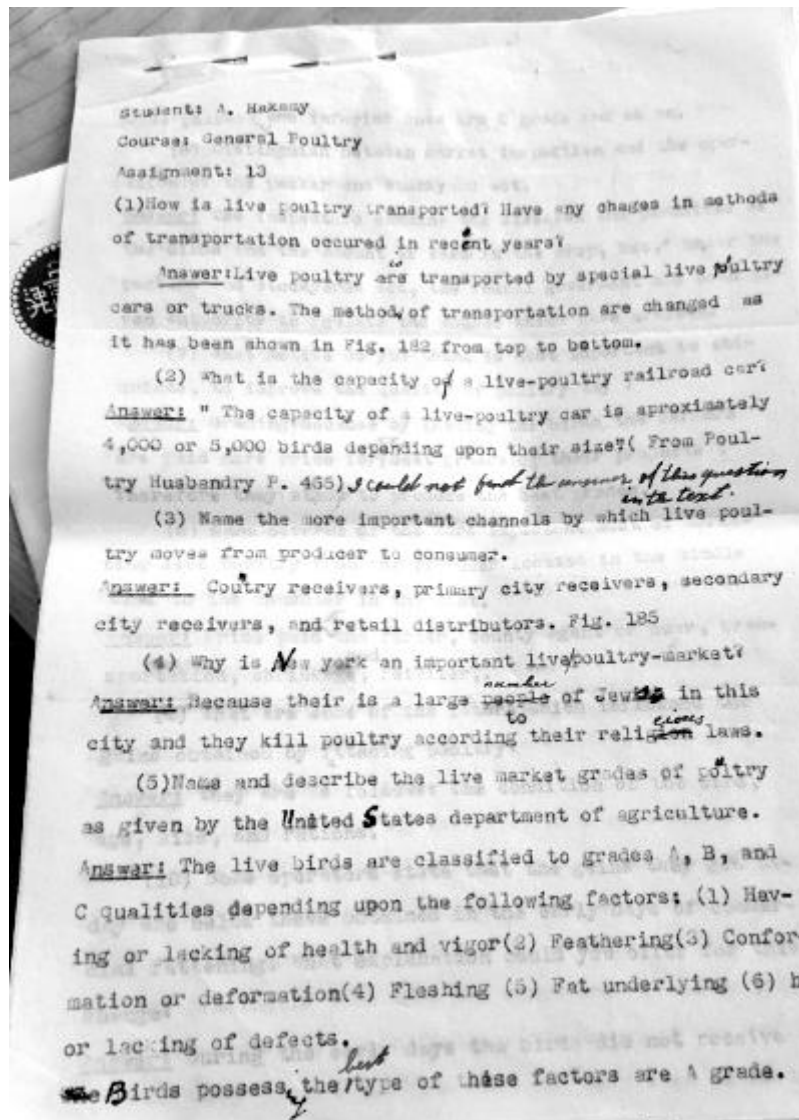 Student: A. Hakamy
Course: General Poultry
Assignment: 13
(1)How is live poultry transported? Have any chages in methods
of transportation occured in recent years?
is
Answer:Live poultry are transported by special live poultry
cars or trucks. The method of transportation are changed as
it has been shown in Fig. 182 from top to bottom.
(2) What is the capacity of a live-poultry railroad car?
Answer: " The capacity of a live-poultry car is aproximately
4,000 or 5,000 birds depending upon their size"( From Poul-
try Husbandry P. 465) I could not find the answer of this question
in the text.
(3) Name the more important channels by which live poul-
try moves from producer to consumer.
Answer: Coutry receivers, primary city receivers, secondary
city receivers, and retail distributors. Fig. 185
(4) Why is New york an important live poultry-market?
number
Answer: Because their is a large people of Jews in this
to gious
city and they kill poultry according their religion laws.
(5)Name and describe the live market grades of poltry
as given by the United States department of agriculture.
Answer: The live birds are classified to grades A, B, and
C qualities depending upon the following factors: (1) Hav-
ing or lacking of health and vigor(2) Feathering(3) Confor
mation or deformation(4) Fleshing (5) Fat underlying (6) h
or lacking of defects.
best
Birds possess the type of these factors are A grade.